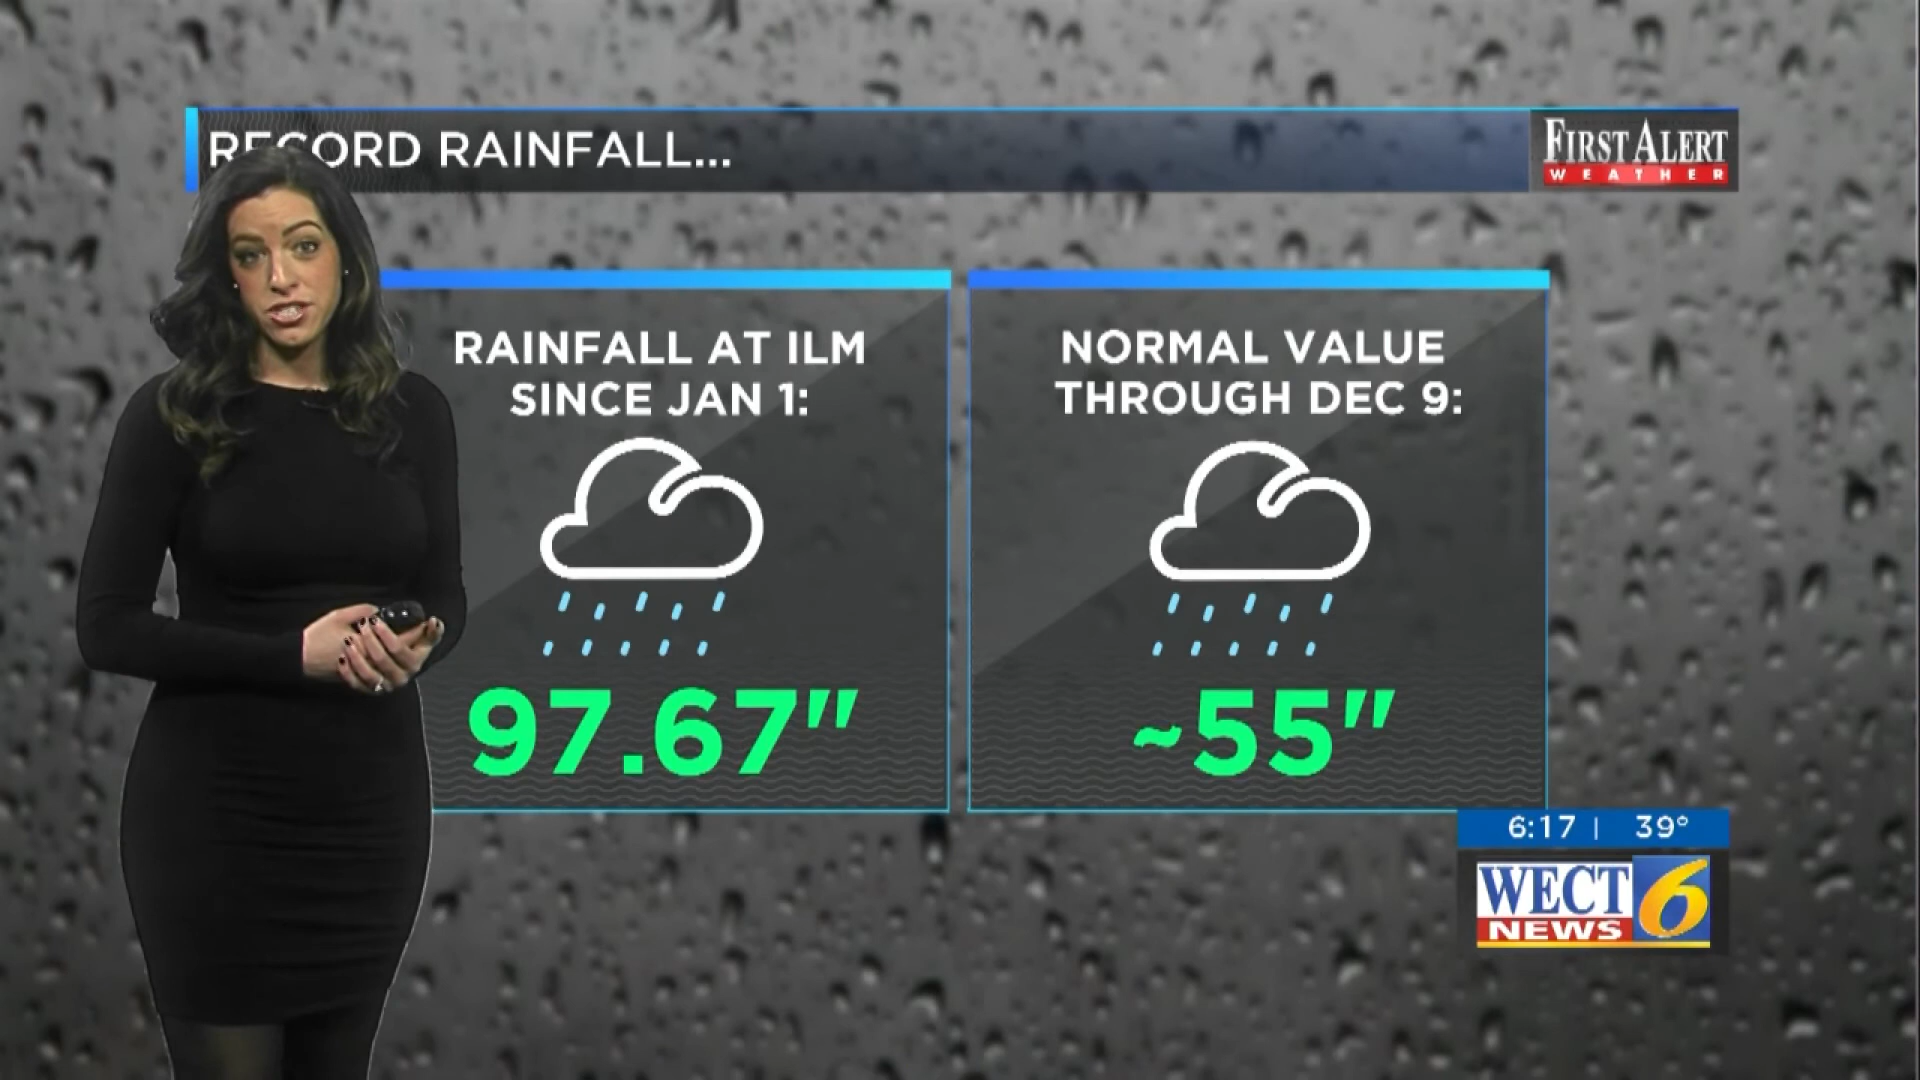 RECORD RAINFALL...
FIRST ALERT
WEATHER
RAINFALL AT ILM
SINCE JAN 1:
97.67"
NORMAL VALUE
THROUGH DEC 9:
~55"
6:17 | 39°
WECT 6
NEWS